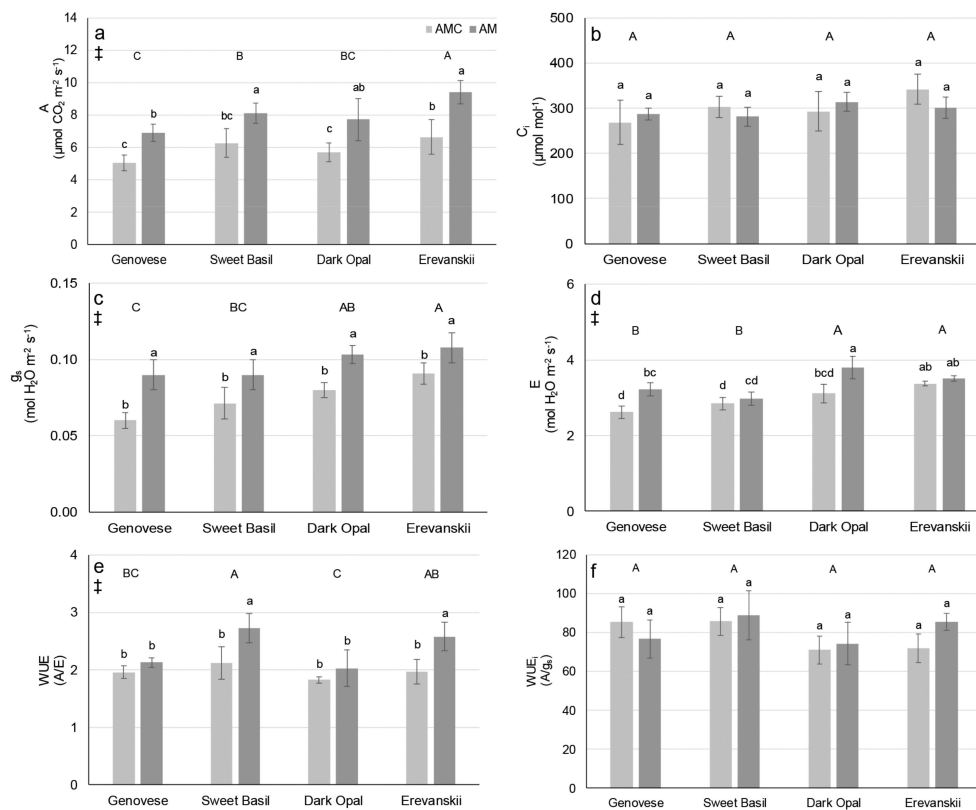 a
‡
AMC AM
14
12
10
8
6
4
2
0
A
(µmol CO₂ m⁻² s⁻¹)
C B BC A
c b bc a c ab b a
Genovese Sweet Basil Dark Opal Erevanskii
b
500
400
300
200
100
0
Cᵢ
(µmol mol⁻¹)
A A A A
a a a a a a a a
Genovese Sweet Basil Dark Opal Erevanskii
c
‡
0.15
0.10
0.05
0.00
gₛ
(mol H₂O m⁻² s⁻¹)
C BC AB A
b a b a b a b a
Genovese Sweet Basil Dark Opal Erevanskii
d
‡
6
4
2
0
E
(mol H₂O m⁻² s⁻¹)
B B A A
d bc d cd bcd a ab ab
Genovese Sweet Basil Dark Opal Erevanskii
e
‡
4
3
2
1
0
WUE
(A/E)
BC A C AB
b b b a b b b a
Genovese Sweet Basil Dark Opal Erevanskii
f
120
100
80
60
40
20
0
WUEᵢ
(A/gₛ)
A A A A
a a a a a a a a
Genovese Sweet Basil Dark Opal Erevanskii